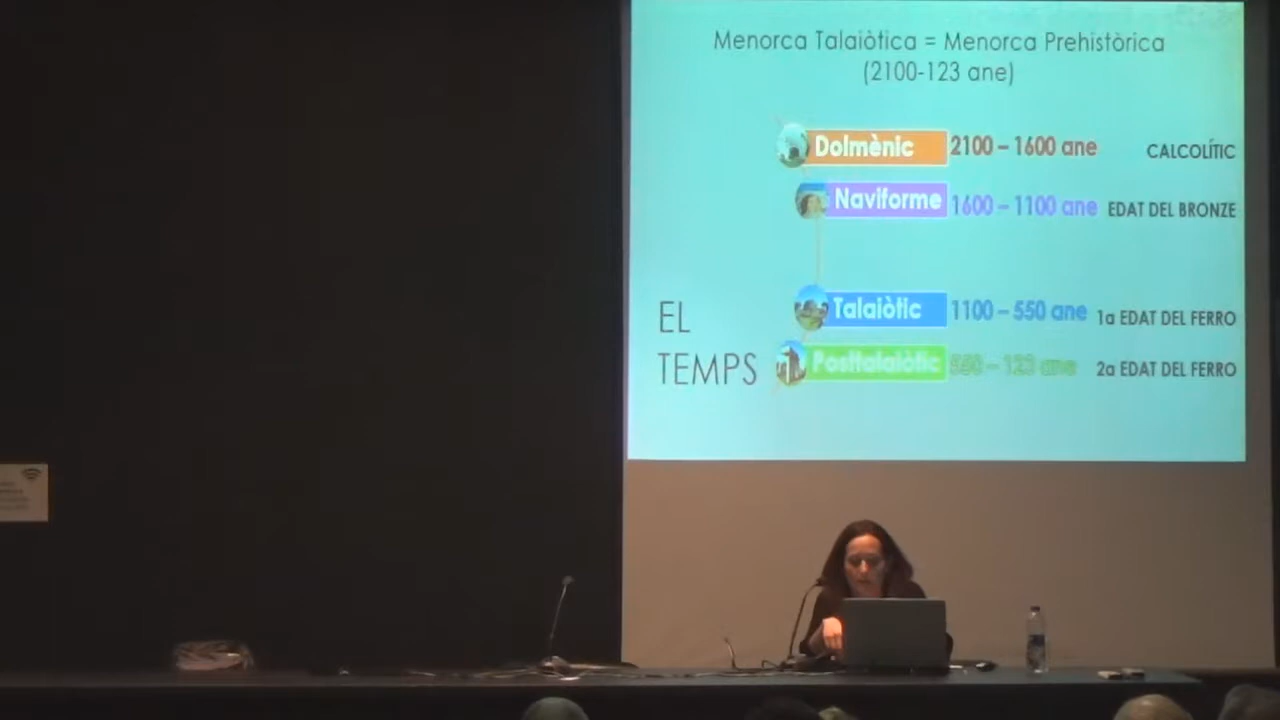 Menorca Talaiòtica = Menorca Prehistòrica
(2100-123 ane)
Dolmènic 2100 – 1600 ane CALCOLÍTIC
Naviforme 1600 – 1100 ane EDAT DEL BRONZE
Talaiòtic 1100 – 550 ane 1a EDAT DEL FERRO
Posttalaiòtic 550 – 123 ane 2a EDAT DEL FERRO
EL
TEMPS